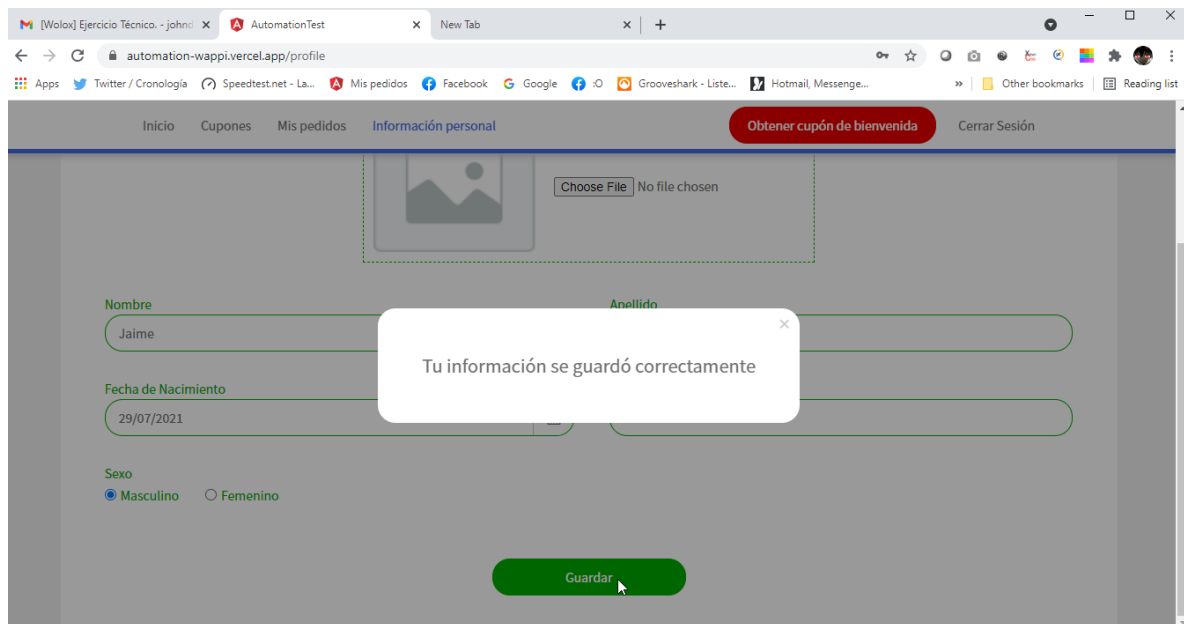 [Wolox] Ejercicio Técnico. - johnd
AutomationTest
New Tab
automation-wappi.vercel.app/profile
Apps
Twitter / Cronología
Speedtest.net - La...
Mis pedidos
Facebook
Google
:O
Grooveshark - Liste...
Hotmail, Messenge...
»
Other bookmarks
Reading list
Inicio
Cupones
Mis pedidos
Información personal
Obtener cupón de bienvenida
Cerrar Sesión
Choose File No file chosen
Nombre
Apellido
Jaime
Tu información se guardó correctamente
Fecha de Nacimiento
29/07/2021
Sexo
Masculino
Femenino
Guardar